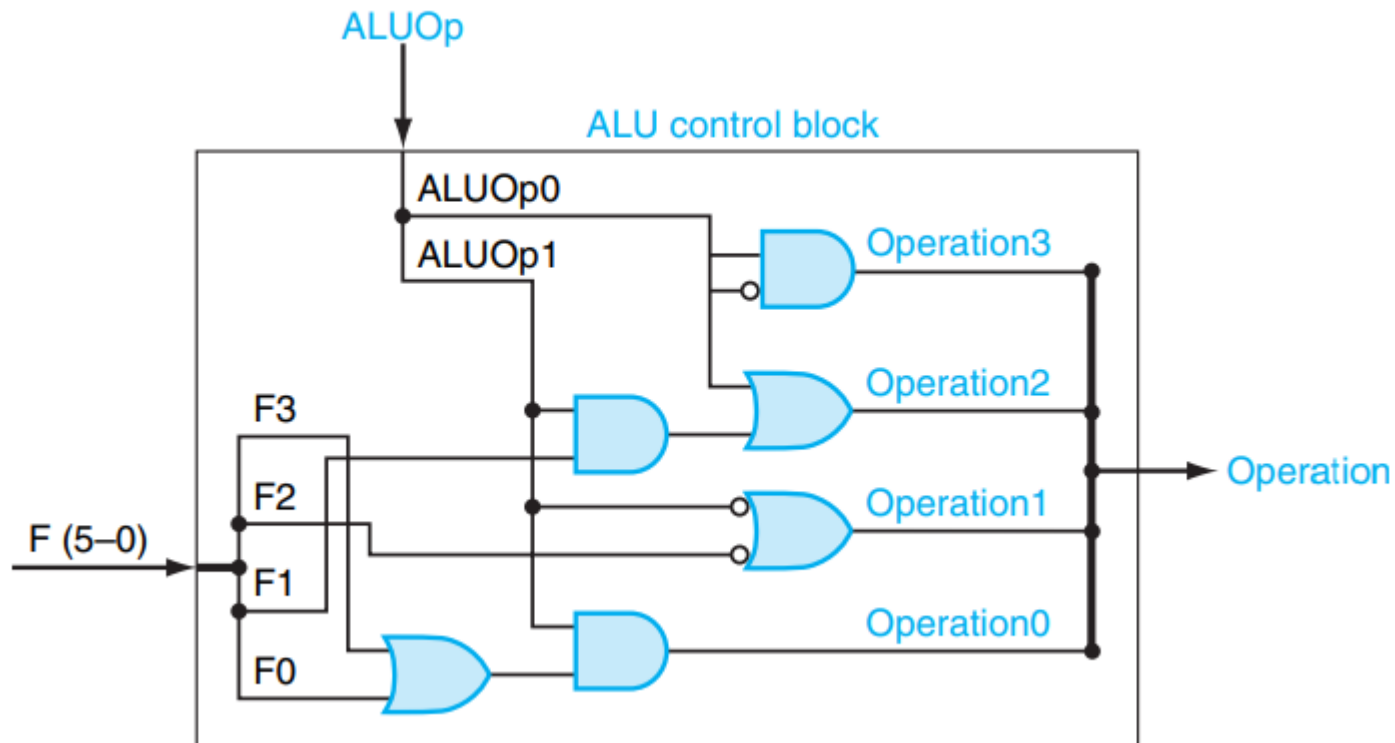 ALUOp
ALU control block
ALUOp0
ALUOp1
Operation3
Operation2
F3
F2
Operation1
Operation
F (5–0)
F1
Operation0
F0